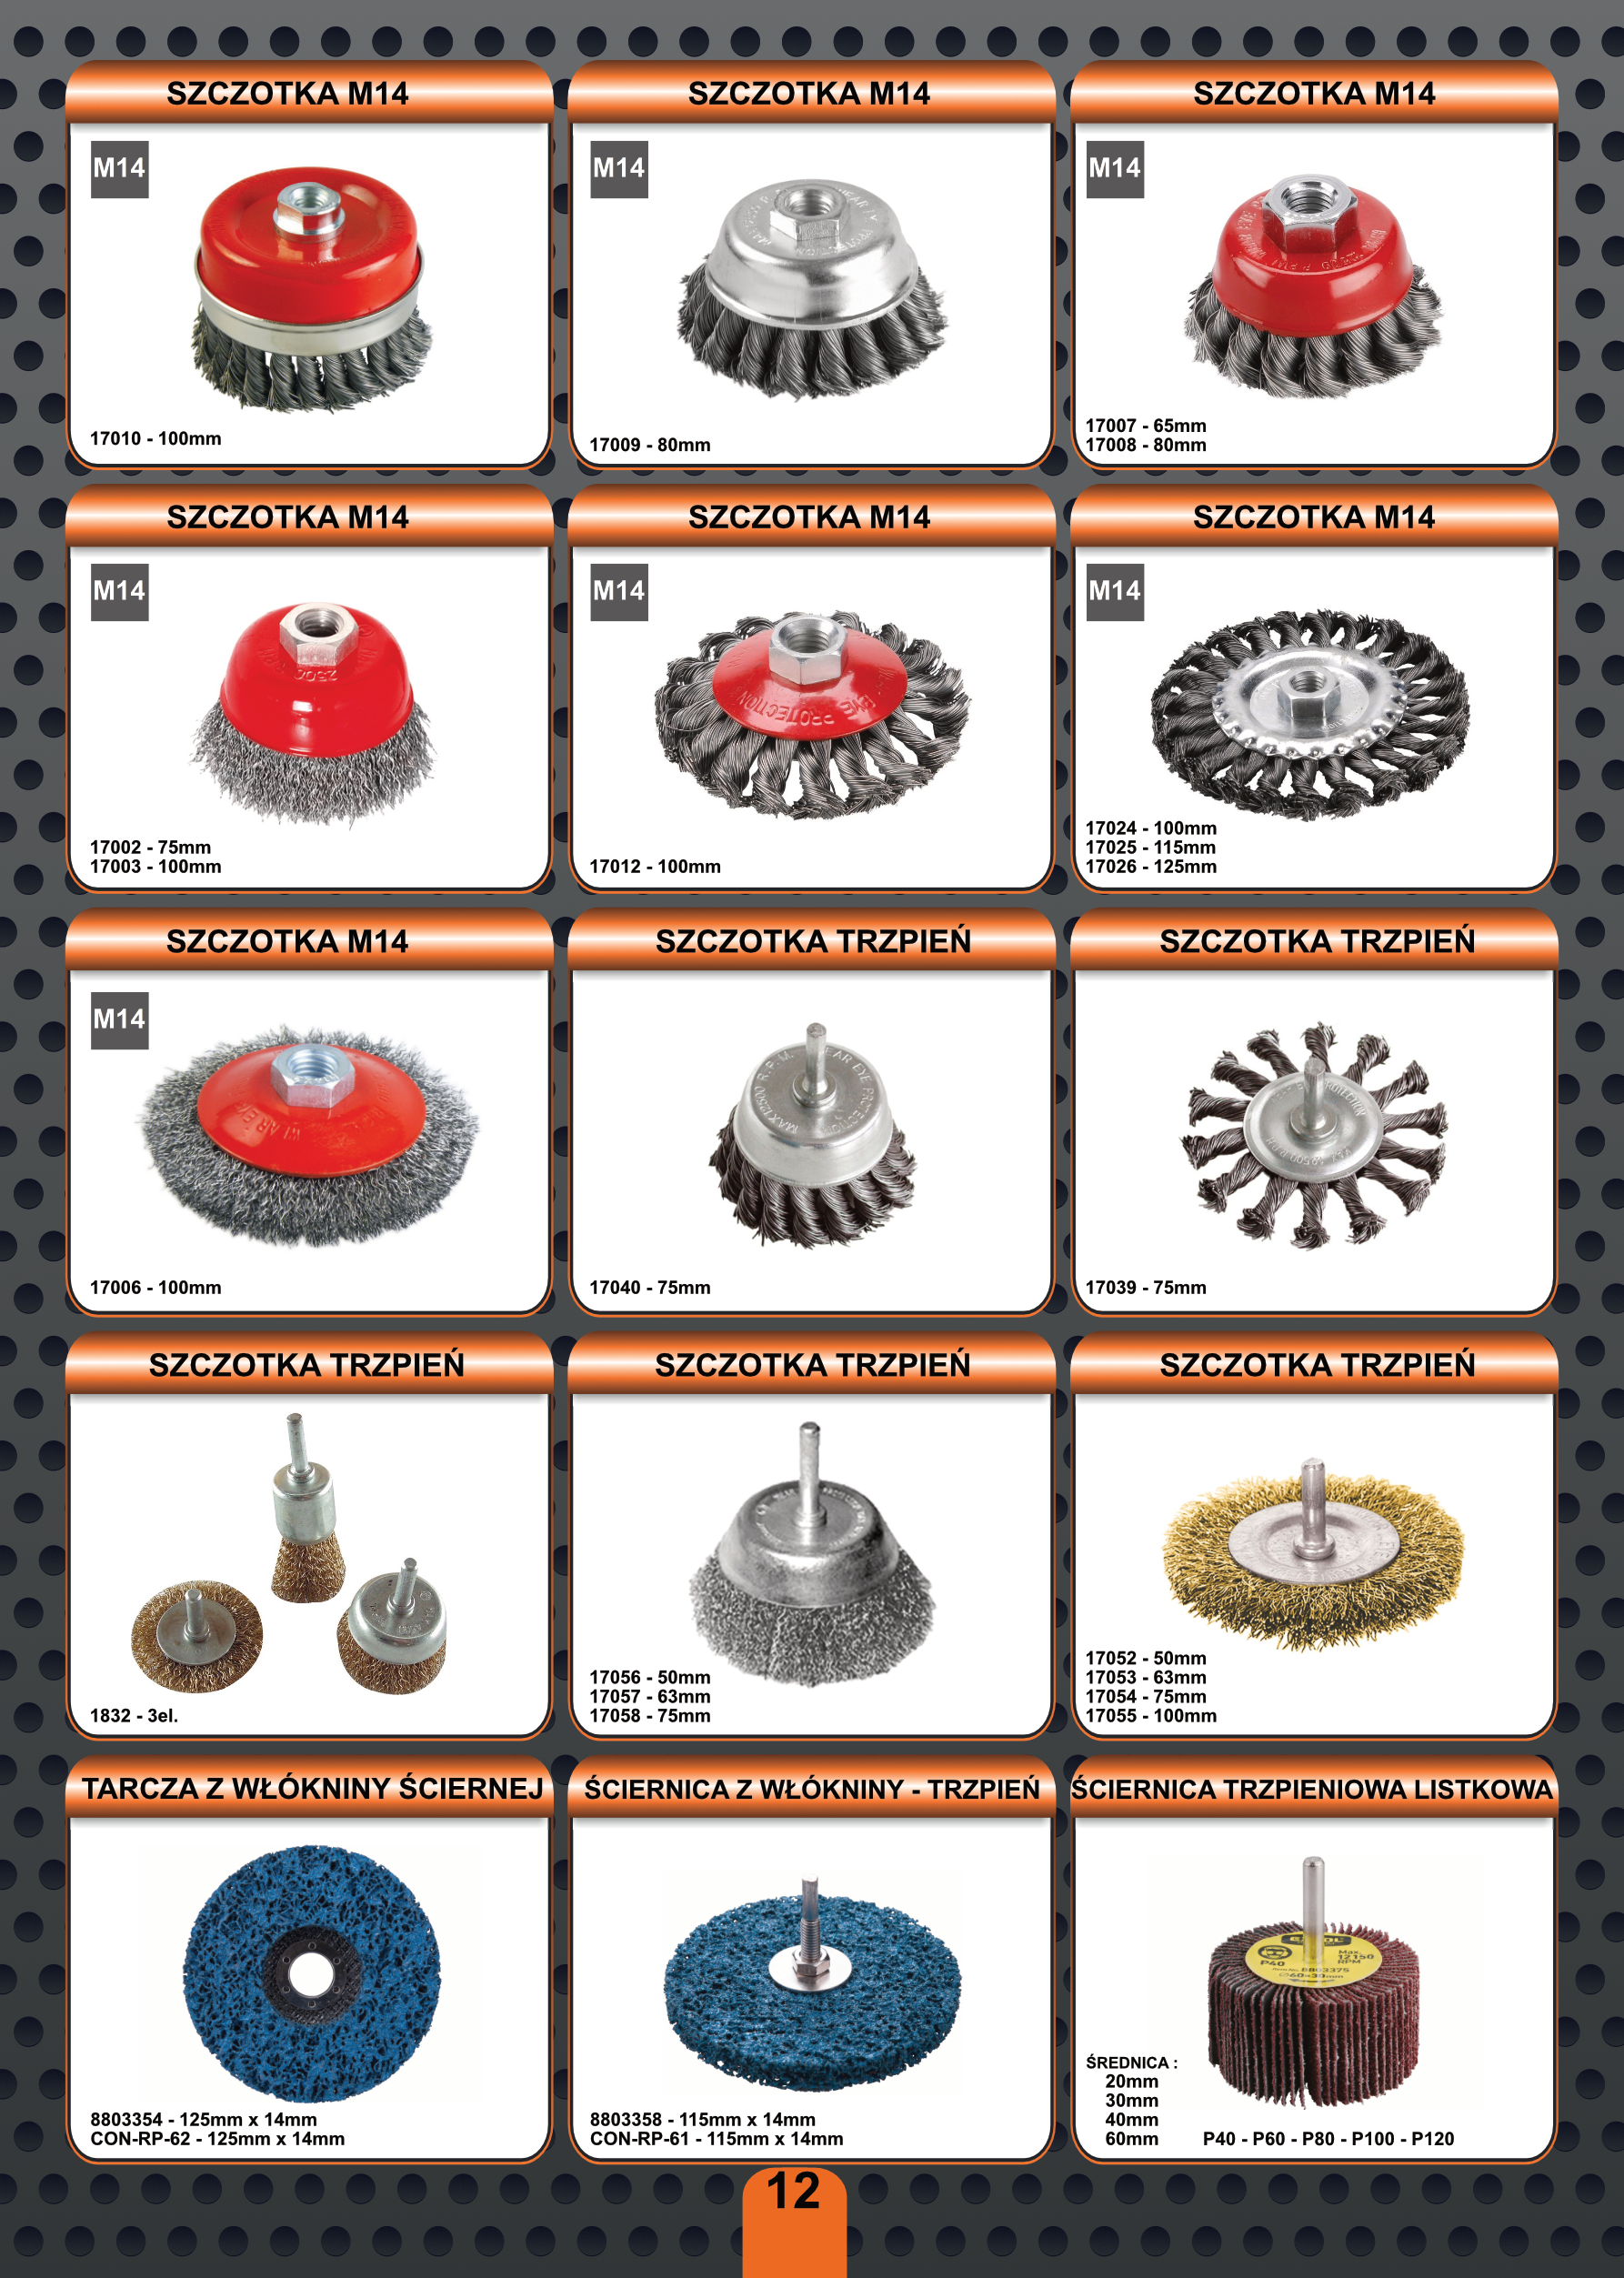 SZCZOTKA M14
M14
17010 - 100mm
SZCZOTKA M14
M14
17009 - 80mm
SZCZOTKA M14
M14
17007 - 65mm
17008 - 80mm
SZCZOTKA M14
M14
17002 - 75mm
17003 - 100mm
SZCZOTKA M14
M14
17012 - 100mm
SZCZOTKA M14
M14
17024 - 100mm
17025 - 115mm
17026 - 125mm
SZCZOTKA M14
M14
17006 - 100mm
SZCZOTKA TRZPIEŃ
17040 - 75mm
SZCZOTKA TRZPIEŃ
17039 - 75mm
SZCZOTKA TRZPIEŃ
1832 - 3el.
SZCZOTKA TRZPIEŃ
17056 - 50mm
17057 - 63mm
17058 - 75mm
SZCZOTKA TRZPIEŃ
17052 - 50mm
17053 - 63mm
17054 - 75mm
17055 - 100mm
TARCZA Z WŁÓKNINY ŚCIERNEJ
8803354 - 125mm x 14mm
CON-RP-62 - 125mm x 14mm
ŚCIERNICA Z WŁÓKNINY - TRZPIEŃ
8803358 - 115mm x 14mm
CON-RP-61 - 115mm x 14mm
ŚCIERNICA TRZPIENIOWA LISTKOWA
Max.
12150
RPM
P40
8803375
ŚREDNICA :
20mm
30mm
40mm
60mm
P40 - P60 - P80 - P100 - P120
12